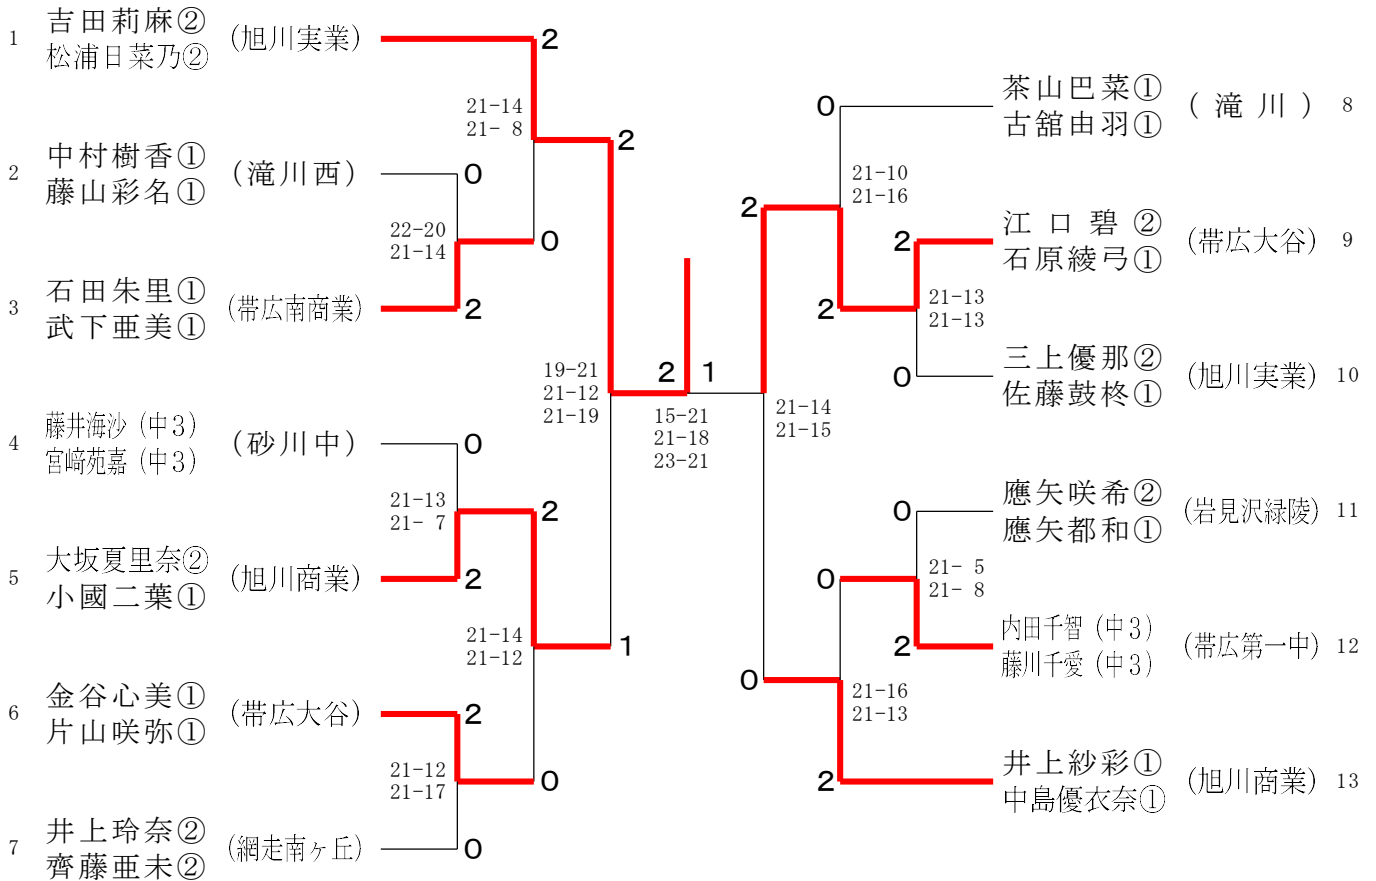 1 吉田莉麻② (旭川実業)
松浦日菜乃②
2
21-14
21- 8
2
2 中村樹香① (滝川西)
藤山彩名①
0
22-20
21-14
0
3 石田朱里① (帯広南商業)
武下亜美①
2
19-21
21-12
21-19
4 藤井海沙 (中3) (砂川中)
宮﨑苑嘉 (中3)
0
21-13
21- 7
2
5 大坂夏里奈② (旭川商業)
小國二葉①
2
21-14
21-12
1
6 金谷心美① (帯広大谷)
片山咲弥①
2
21-12
21-17
0
7 井上玲奈② (網走南ヶ丘)
齊藤亜未②
0
2 1
15-21
21-18
23-21
0 茶山巴菜① (滝川) 8
古舘由羽①
21-10
21-16
2
2 江口碧② (帯広大谷) 9
石原綾弓①
21-13
21-13
2
0 三上優那② (旭川実業) 10
佐藤鼓柊①
21-14
21-15
0 應矢咲希② (岩見沢緑陵) 11
應矢都和①
21- 5
21- 8
0
2 内田千智 (中3) (帯広第一中) 12
藤川千愛 (中3)
0
21-16
21-13
2 井上紗彩① (旭川商業) 13
中島優衣奈①